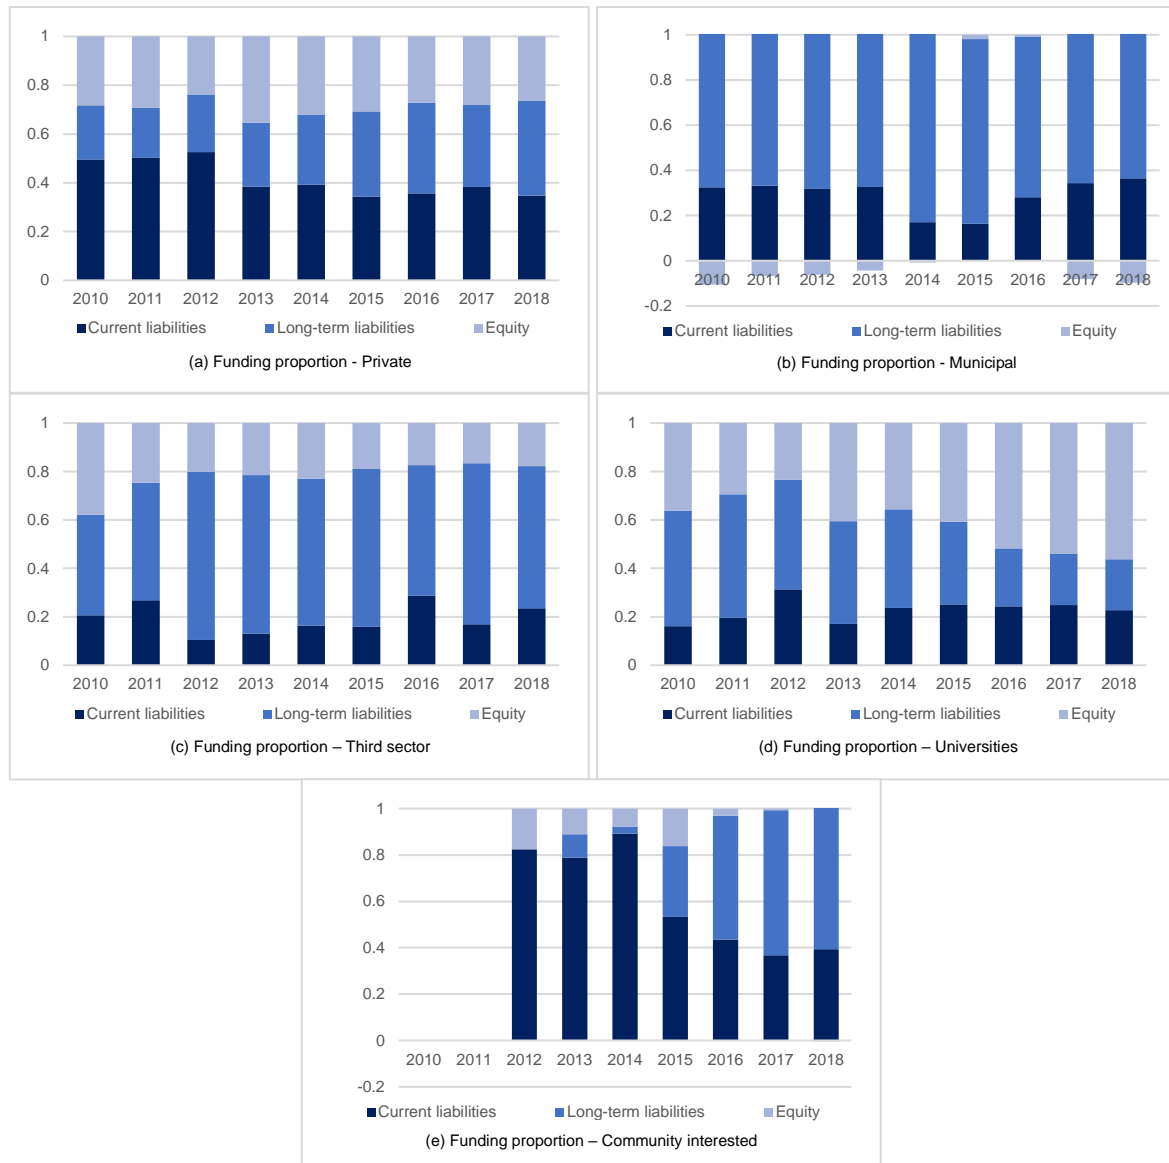 1
0.8
0.6
0.4
0.2
0
2010 2011 2012 2013 2014 2015 2016 2017 2018
Current liabilities Long-term liabilities Equity
(a) Funding proportion - Private
1
0.8
0.6
0.4
0.2
0
2010 2011 2012 2013 2014 2015 2016 2017 2018
-0.2
Current liabilities Long-term liabilities Equity
(b) Funding proportion - Municipal
1
0.8
0.6
0.4
0.2
0
2010 2011 2012 2013 2014 2015 2016 2017 2018
Current liabilities Long-term liabilities Equity
(c) Funding proportion – Third sector
1
0.8
0.6
0.4
0.2
0
2010 2011 2012 2013 2014 2015 2016 2017 2018
Current liabilities Long-term liabilities Equity
(d) Funding proportion – Universities
1
0.8
0.6
0.4
0.2
0
2010 2011 2012 2013 2014 2015 2016 2017 2018
-0.2
Current liabilities Long-term liabilities Equity
(e) Funding proportion – Community interested